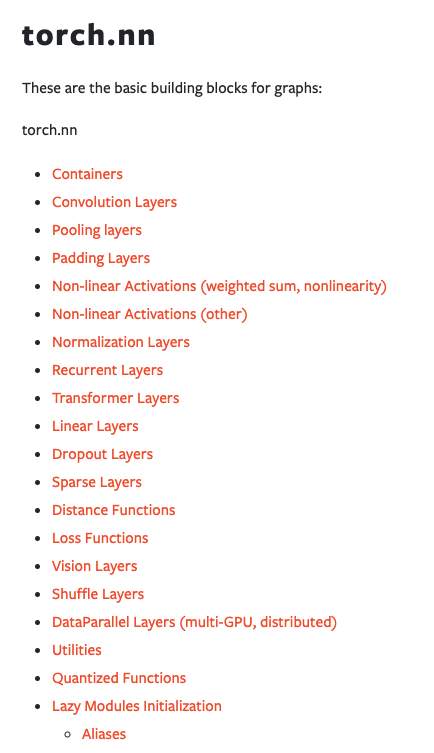 torch.nn
These are the basic building blocks for graphs:
torch.nn
Containers
Convolution Layers
Pooling layers
Padding Layers
Non-linear Activations (weighted sum, nonlinearity)
Non-linear Activations (other)
Normalization Layers
Recurrent Layers
Transformer Layers
Linear Layers
Dropout Layers
Sparse Layers
Distance Functions
Loss Functions
Vision Layers
Shuffle Layers
DataParallel Layers (multi-GPU, distributed)
Utilities
Quantized Functions
Lazy Modules Initialization
Aliases